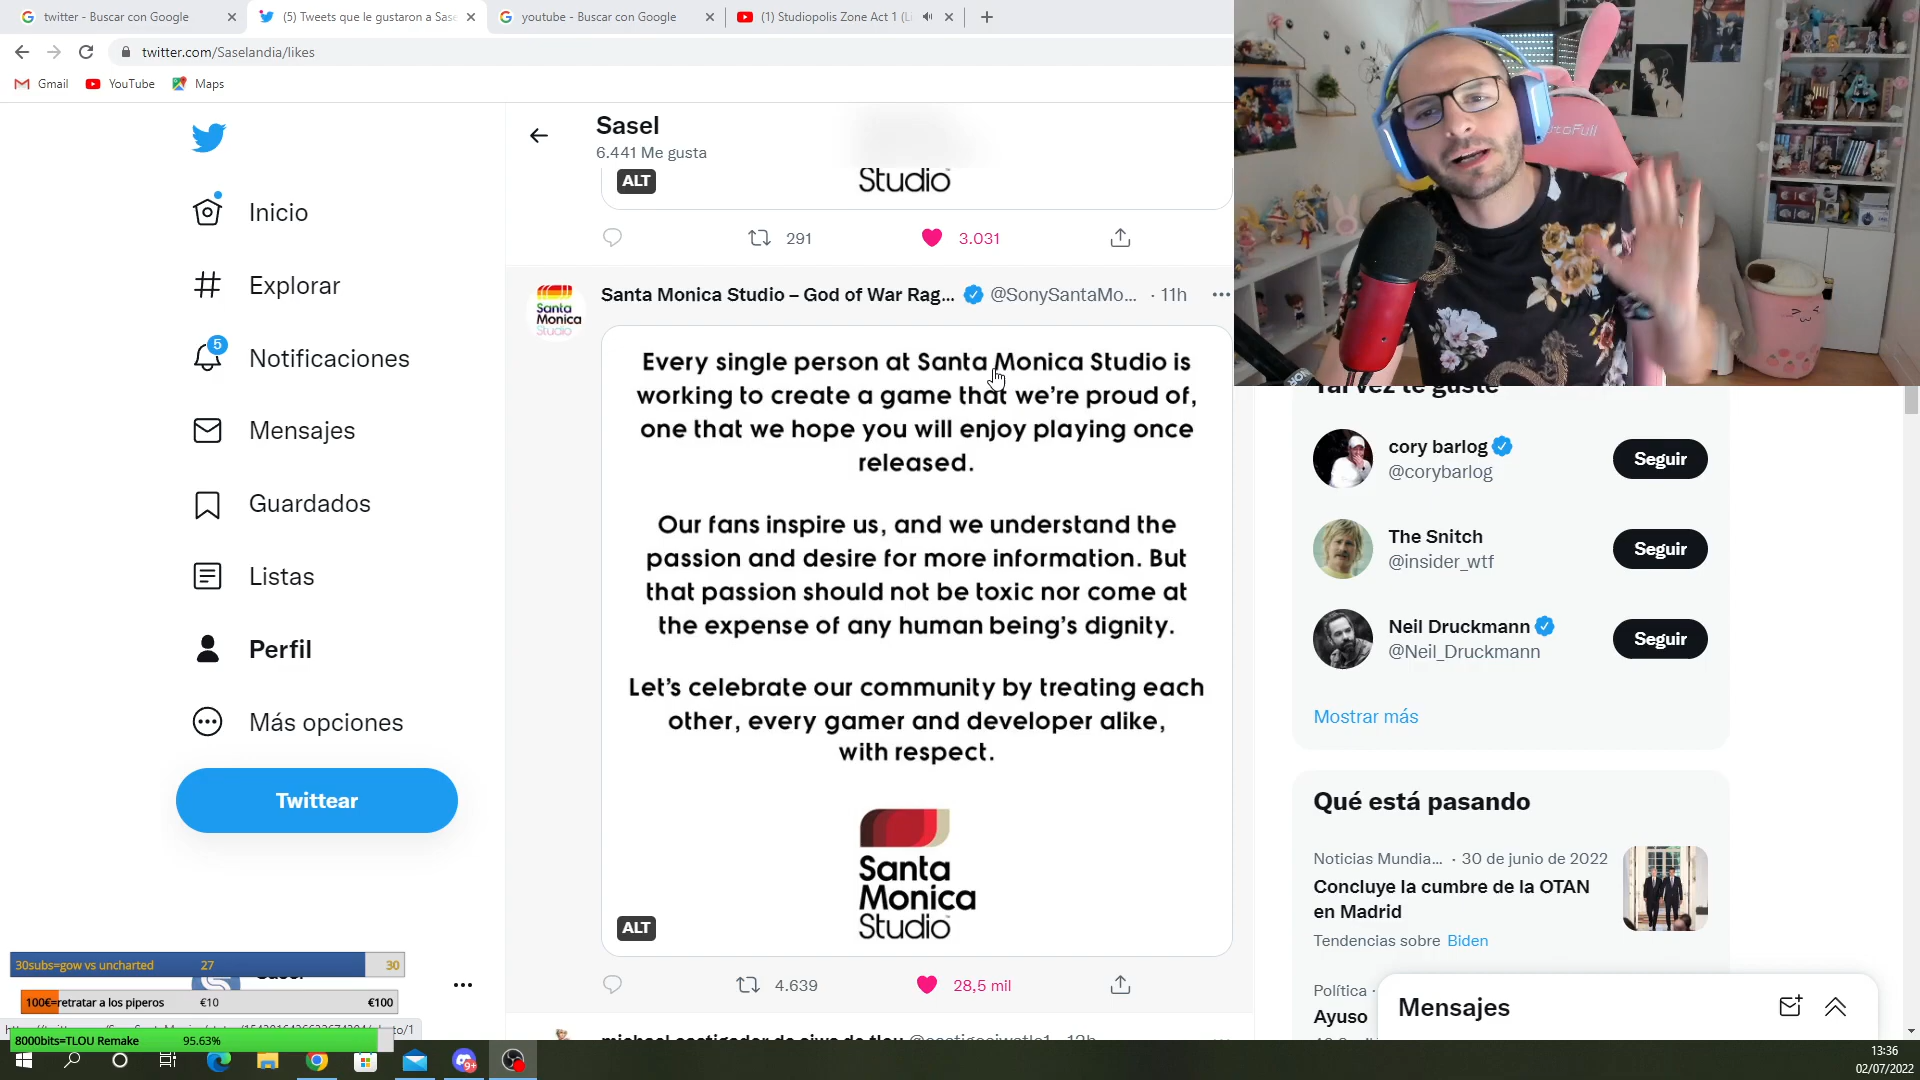 twitter - Buscar con Google
(5) Tweets que le gustaron a Sase
youtube - Buscar con Google
(1) Studiopolis Zone Act 1 (L
twitter.com/Saselandia/likes
Gmail
YouTube
Maps
Sasel
6.441 Me gusta
ALT
Studio
291
3.031
Inicio
Explorar
5
Notificaciones
Mensajes
Guardados
Listas
Perfil
Más opciones
Twittear
Santa Monica Studio – God of War Rag... @SonySantaMo... · 11h
Santa
Monica
Studio
Every single person at Santa Monica Studio is
working to create a game that we're proud of,
one that we hope you will enjoy playing once
released.
Our fans inspire us, and we understand the
passion and desire for more information. But
that passion should not be toxic nor come at
the expense of any human being's dignity.
Let's celebrate our community by treating each
other, every gamer and developer alike,
with respect.
Santa
Monica
Studio
ALT
4.639
28,5 mil
Tal vez te guste
cory barlog
@corybarlog
Seguir
The Snitch
@insider_wtf
Seguir
Neil Druckmann
@Neil_Druckmann
Seguir
Mostrar más
Qué está pasando
Noticias Mundia... · 30 de junio de 2022
Concluye la cumbre de la OTAN
en Madrid
Tendencias sobre Biden
Política ·
Ayuso
Mensajes
30subs=gow vs uncharted 27 30
100€=retratar a los piperos €10 €100
8000bits=TLOU Remake 95.63%
9+
13:36
02/07/2022